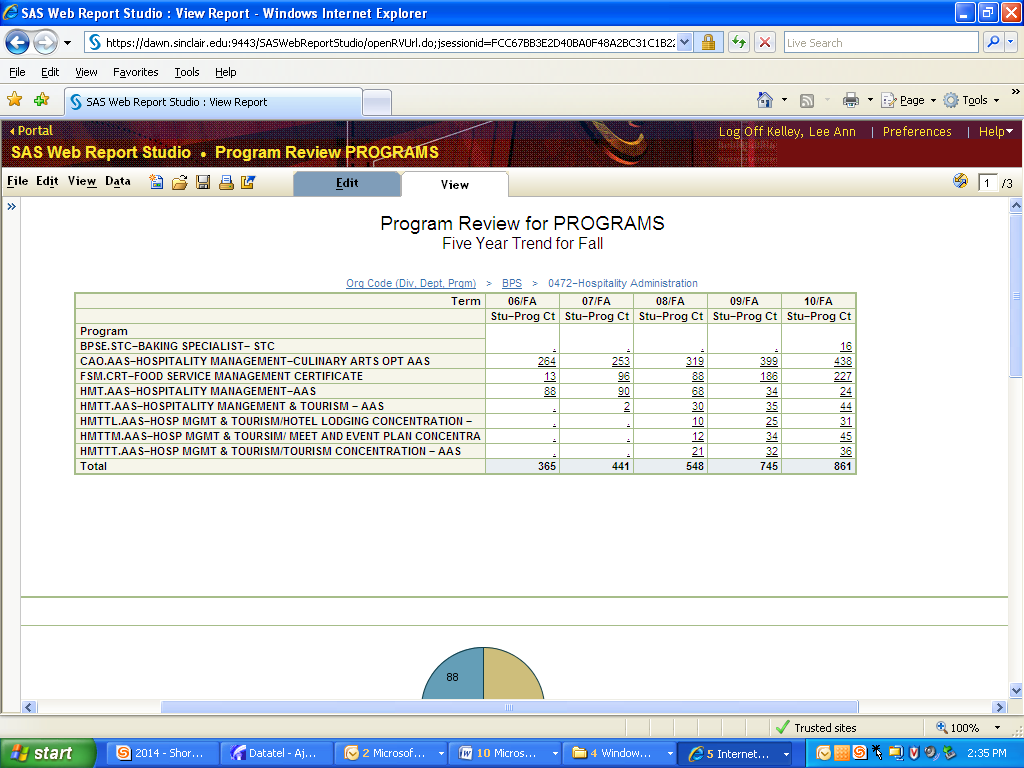 SAS Web Report Studio : View Report - Windows Internet Explorer
https://dawn.sinclair.edu:9443/SASWebReportStudio/openRVUrl.do;jsessionid=FCC67BB3E2D40BA0F48A2BC31C1B22
Live Search
File Edit View Favorites Tools Help
SAS Web Report Studio : View Report
Page Tools »
Portal
Log Off Kelley, Lee Ann | Preferences | Help
SAS Web Report Studio • Program Review PROGRAMS
File Edit View Data
Edit View
1 /3
»
Program Review for PROGRAMS
Five Year Trend for Fall
Org Code (Div, Dept, Prgm) > BPS > 0472-Hospitality Administration
Term 06/FA 07/FA 08/FA 09/FA 10/FA
Stu-Prog Ct Stu-Prog Ct Stu-Prog Ct Stu-Prog Ct Stu-Prog Ct
Program
BPSE.STC-BAKING SPECIALIST- STC . . . . 16
CAO.AAS-HOSPITALITY MANAGEMENT-CULINARY ARTS OPT AAS 264 253 319 399 438
FSM.CRT-FOOD SERVICE MANAGEMENT CERTIFICATE 13 96 88 186 227
HMT.AAS-HOSPITALITY MANAGEMENT-AAS 88 90 68 34 24
HMTT.AAS-HOSPITALITY MANGEMENT & TOURISM - AAS . 2 30 35 44
HMTTL.AAS-HOSP MGMT & TOURISM/HOTEL LODGING CONCENTRATION - . . 10 25 31
HMTTM.AAS-HOSP MGMT & TOURSIM/ MEET AND EVENT PLAN CONCENTRA . . 12 34 45
HMTTT.AAS-HOSP MGMT & TOURISM/TOURISM CONCENTRATION - AAS . . 21 32 36
Total 365 441 548 745 861
88
Trusted sites 100%
start 2014 - Shor... Datatel - Aj... 2 Microsof... 10 Micros... 4 Window... 5 Internet... 2:35 PM